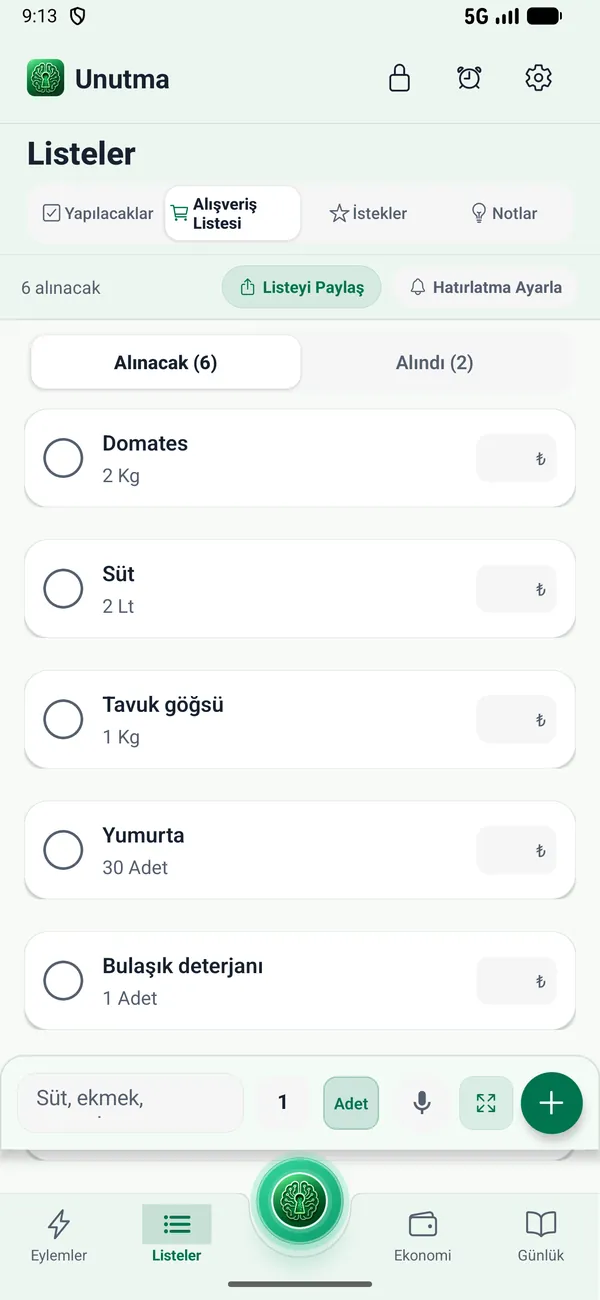 9:13
5G
Unutma
Listeler
Yapılacaklar
Alışveriş
Listesi
İstekler
Notlar
6 alınacak
Listeyi Paylaş
Hatırlatma Ayarla
Alınacak (6)
Alındı (2)
Domates
2 Kg
₺
Süt
2 Lt
₺
Tavuk göğsü
1 Kg
₺
Yumurta
30 Adet
₺
Bulaşık deterjanı
1 Adet
₺
Süt, ekmek,
1
Adet
Eylemler
Listeler
Ekonomi
Günlük